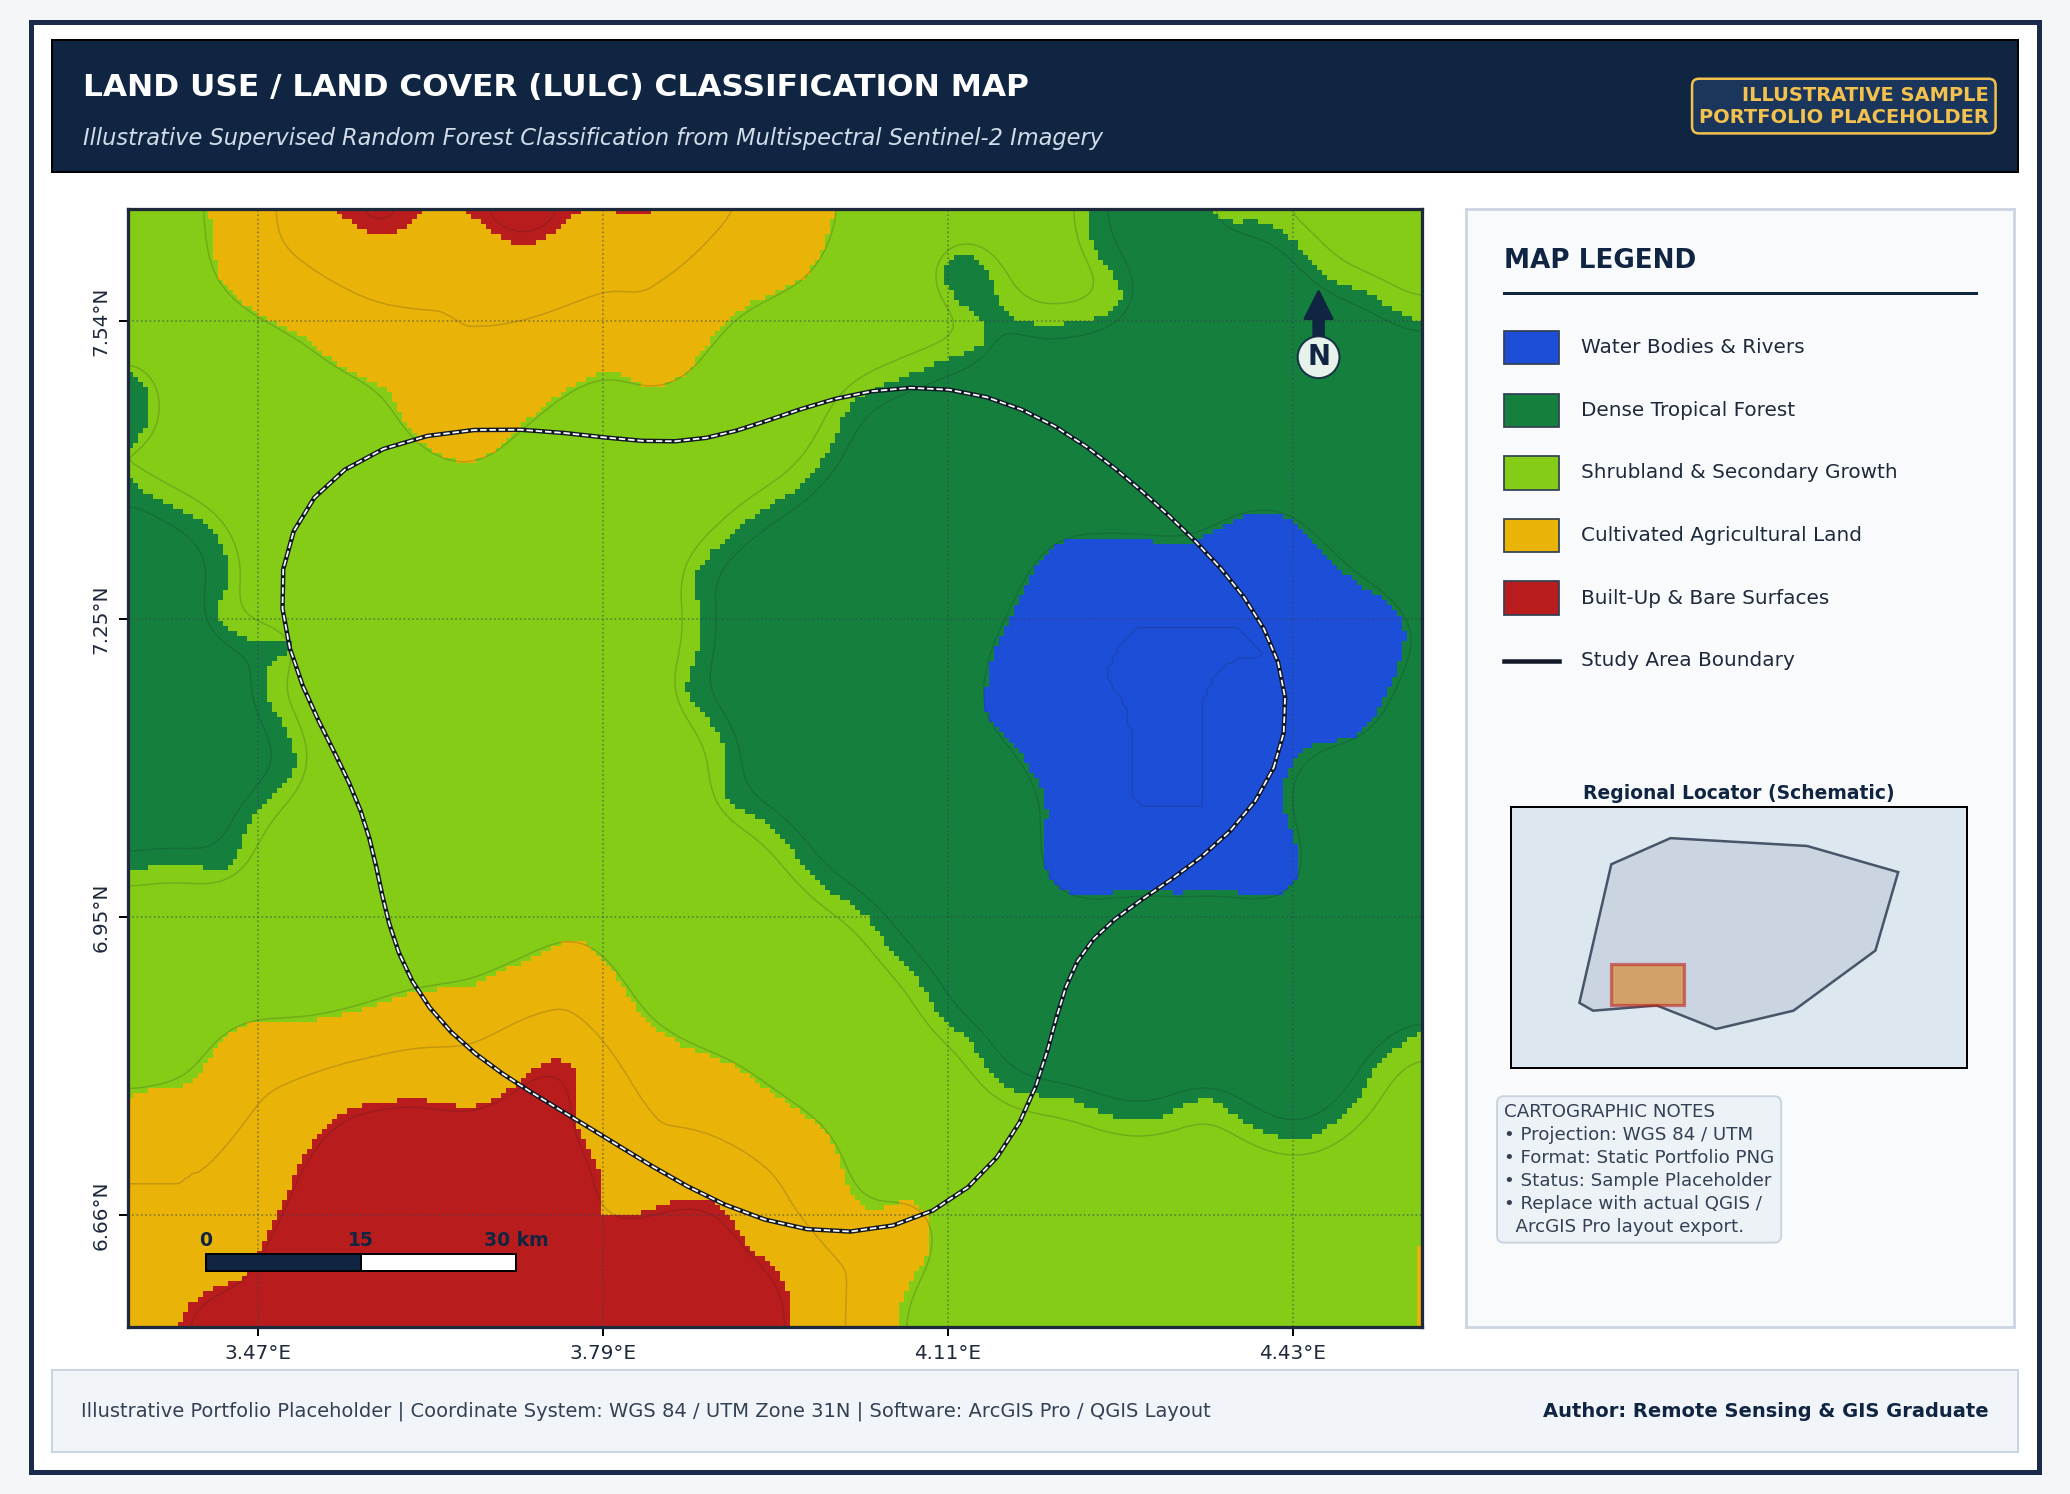 LAND USE / LAND COVER (LULC) CLASSIFICATION MAP
Illustrative Supervised Random Forest Classification from Multispectral Sentinel-2 Imagery
ILLUSTRATIVE SAMPLE
PORTFOLIO PLACEHOLDER
7.54°N
7.25°N
6.95°N
6.66°N
N
0 15 30 km
3.47°E 3.79°E 4.11°E 4.43°E
MAP LEGEND
Water Bodies & Rivers
Dense Tropical Forest
Shrubland & Secondary Growth
Cultivated Agricultural Land
Built-Up & Bare Surfaces
Study Area Boundary
Regional Locator (Schematic)
CARTOGRAPHIC NOTES
• Projection: WGS 84 / UTM
• Format: Static Portfolio PNG
• Status: Sample Placeholder
• Replace with actual QGIS /
ArcGIS Pro layout export.
Illustrative Portfolio Placeholder | Coordinate System: WGS 84 / UTM Zone 31N | Software: ArcGIS Pro / QGIS Layout
Author: Remote Sensing & GIS Graduate